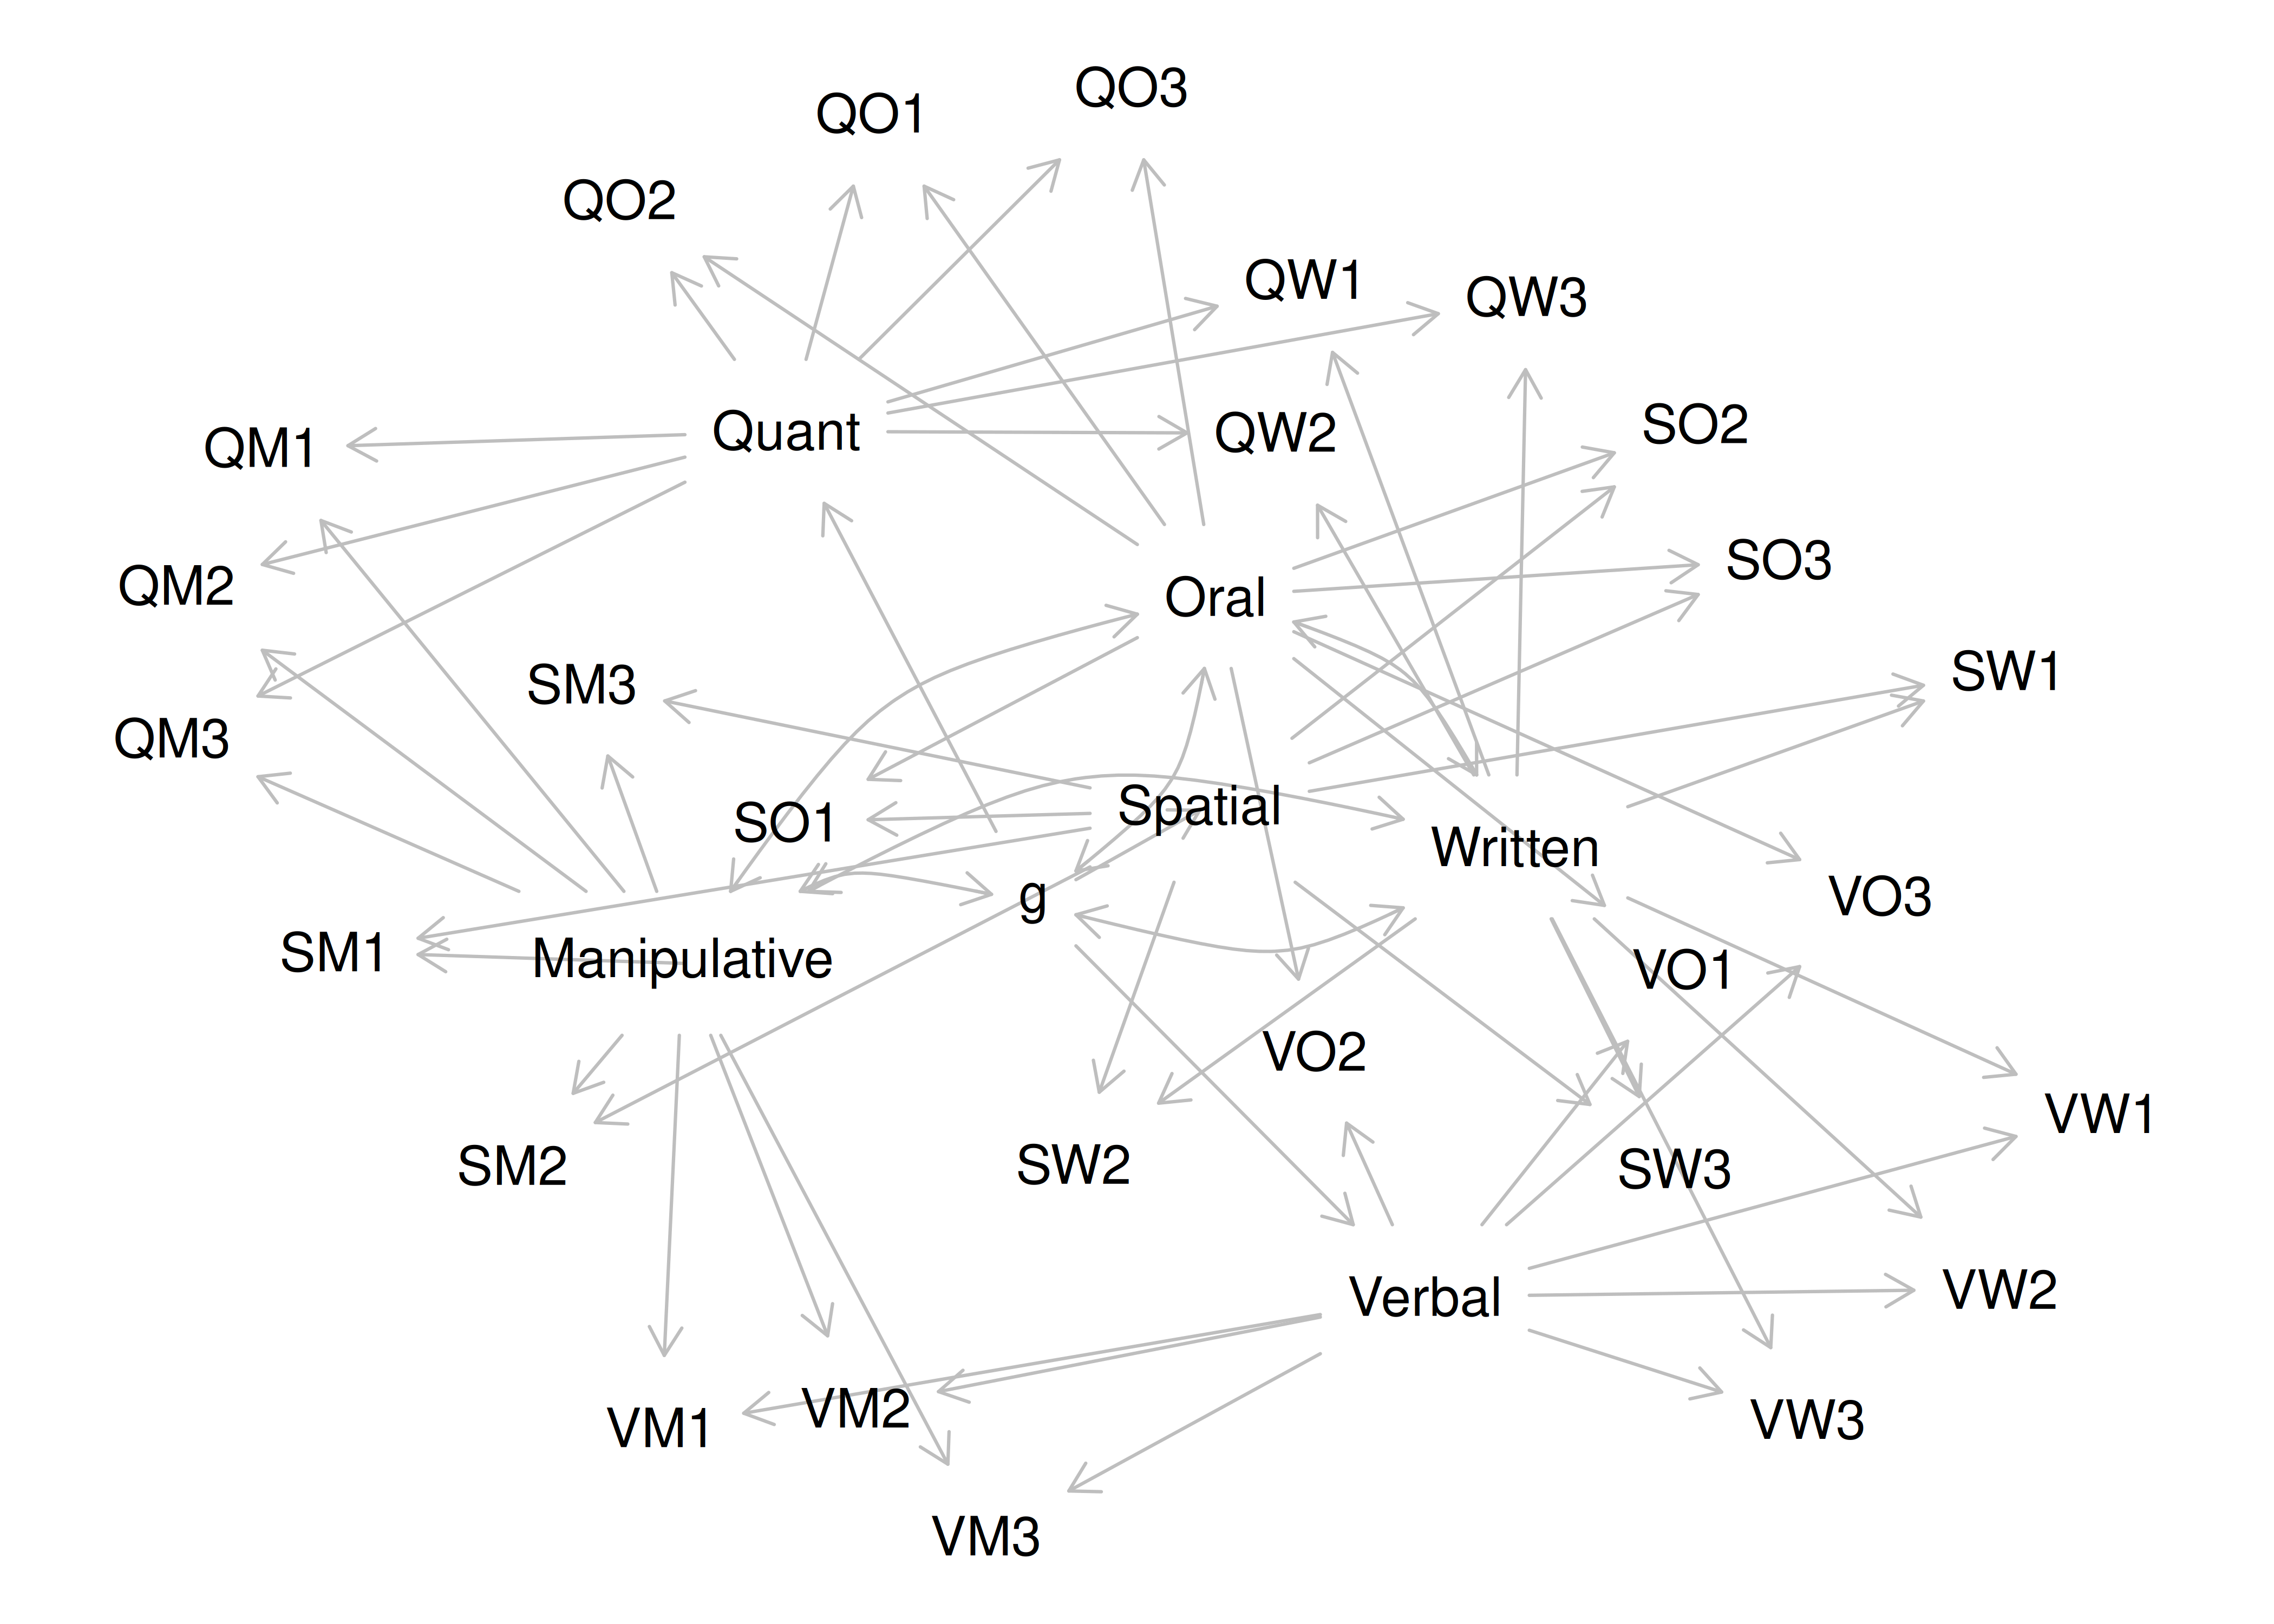 QO3
QO1
QO2
QW1
QW3
SO2
Quant
QW2
QM1
SO3
QM2
Oral
SW1
SM3
QM3
Spatial
SO1
Written
g
VO3
SM1
Manipulative
VO1
VO2
VW1
SM2
SW2
SW3
VW2
Verbal
VM2
VW3
VM1
VM3